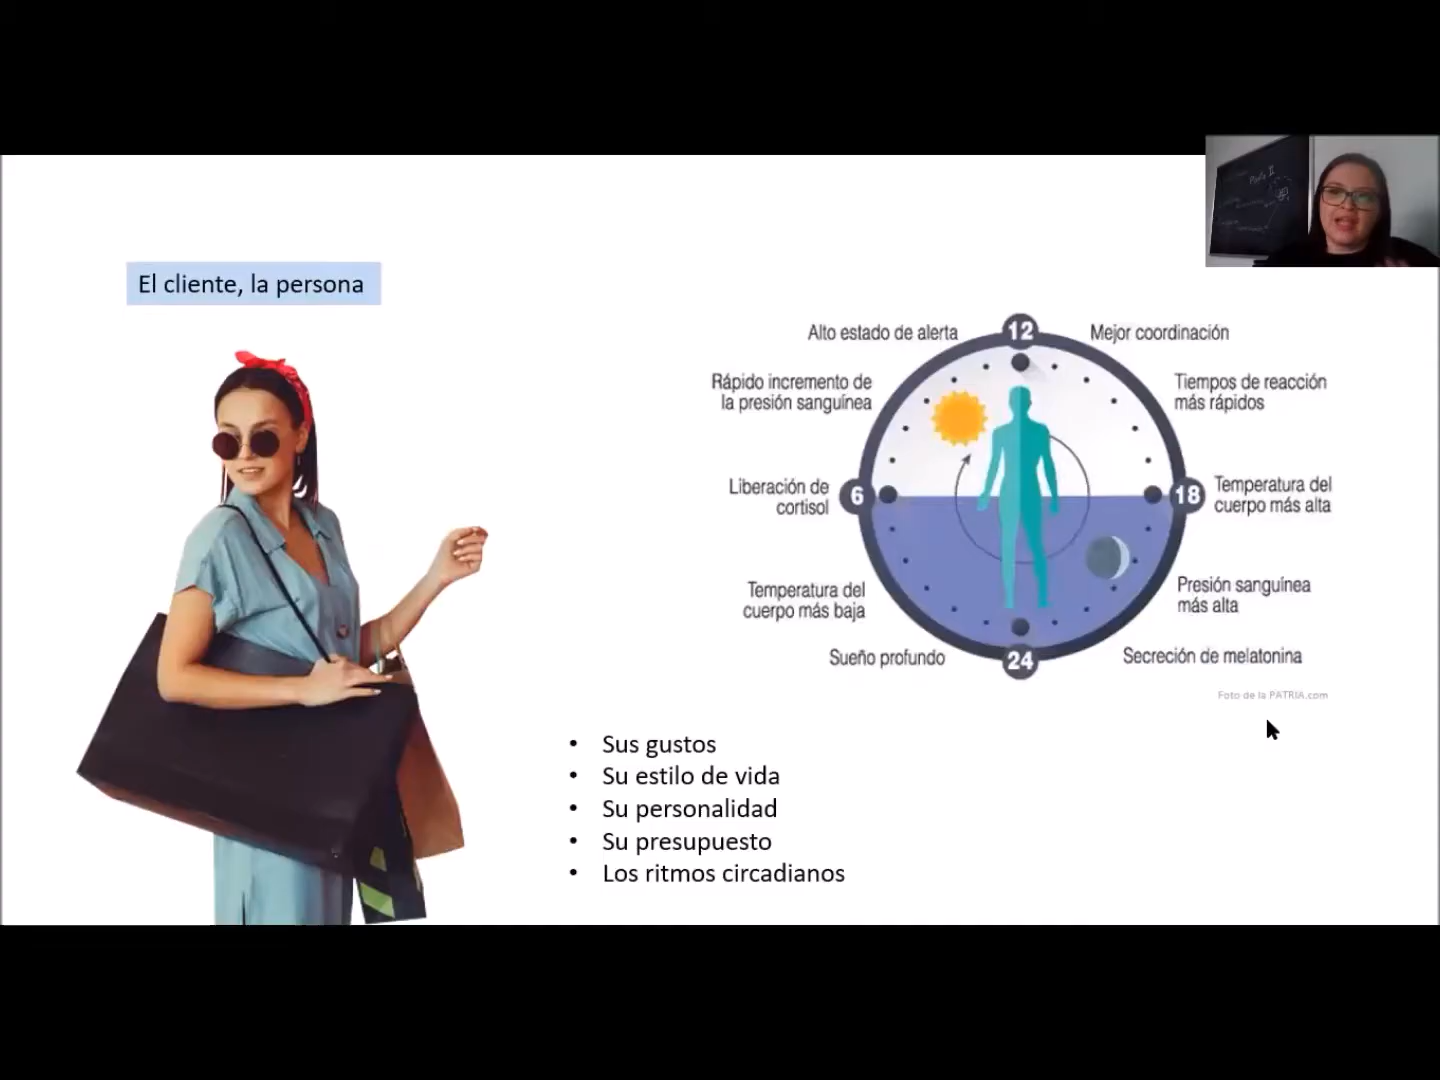 El cliente, la persona
12
Alto estado de alerta
Mejor coordinación
Rápido incremento de
la presión sanguínea
Tiempos de reacción
más rápidos
Liberación de
cortisol
6
18
Temperatura del
cuerpo más alta
Temperatura del
cuerpo más baja
Presión sanguínea
más alta
Sueño profundo
24
Secreción de melatonina
Foto de la PATRIA.com
• Sus gustos
• Su estilo de vida
• Su personalidad
• Su presupuesto
• Los ritmos circadianos